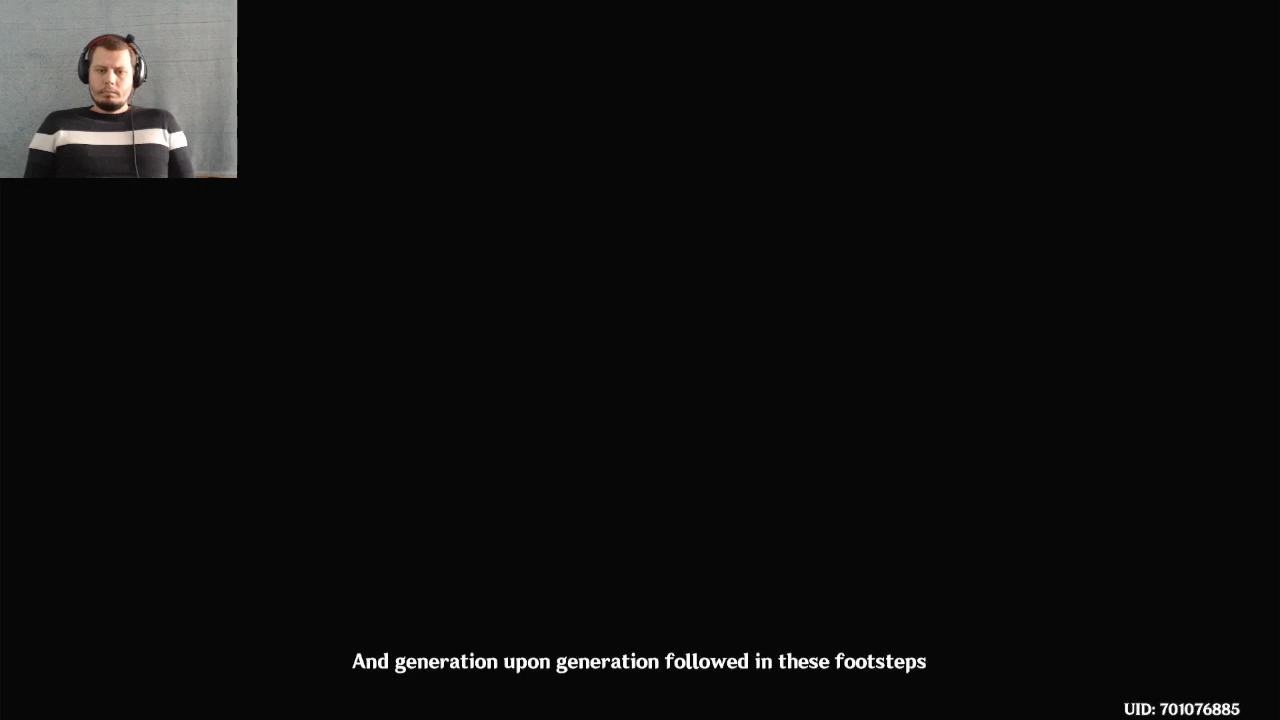 And generation upon generation followed in these footsteps
UID: 701076885